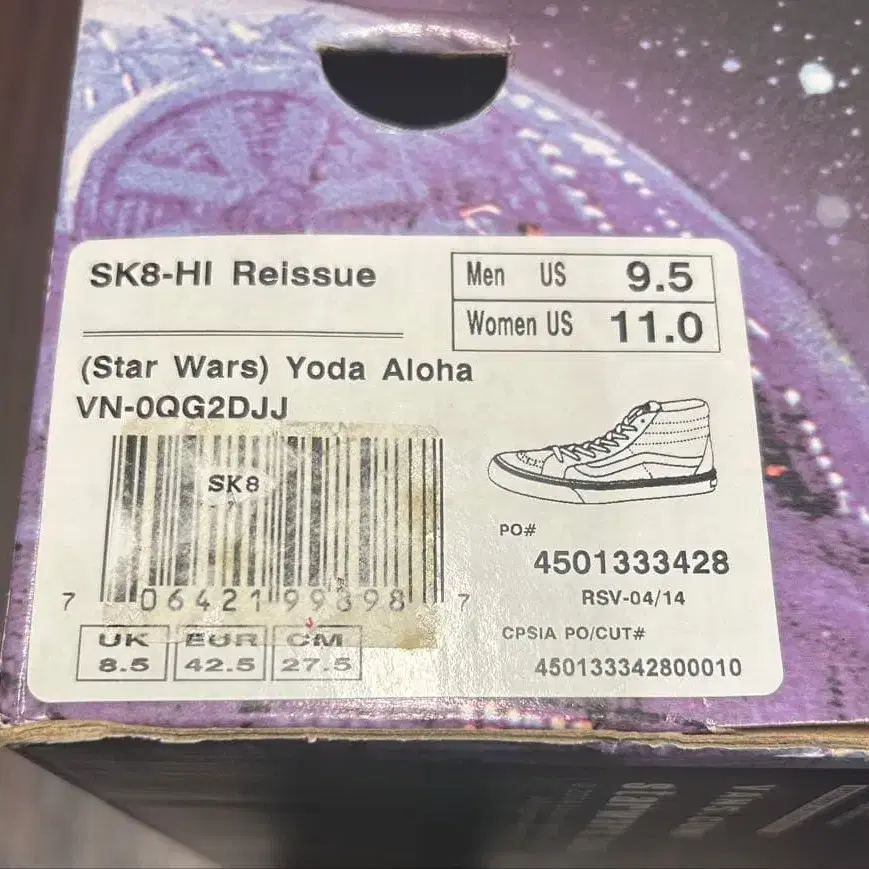 SK8-HI Reissue
Men US 9.5
Women US 11.0
(Star Wars) Yoda Aloha
VN-0QG2DJJ
SK8
7 06421 99898 7
UK EUR CM
8.5 42.5 27.5
PO#
4501333428
RSV-04/14
CPSIA PO/CUT#
450133342800010